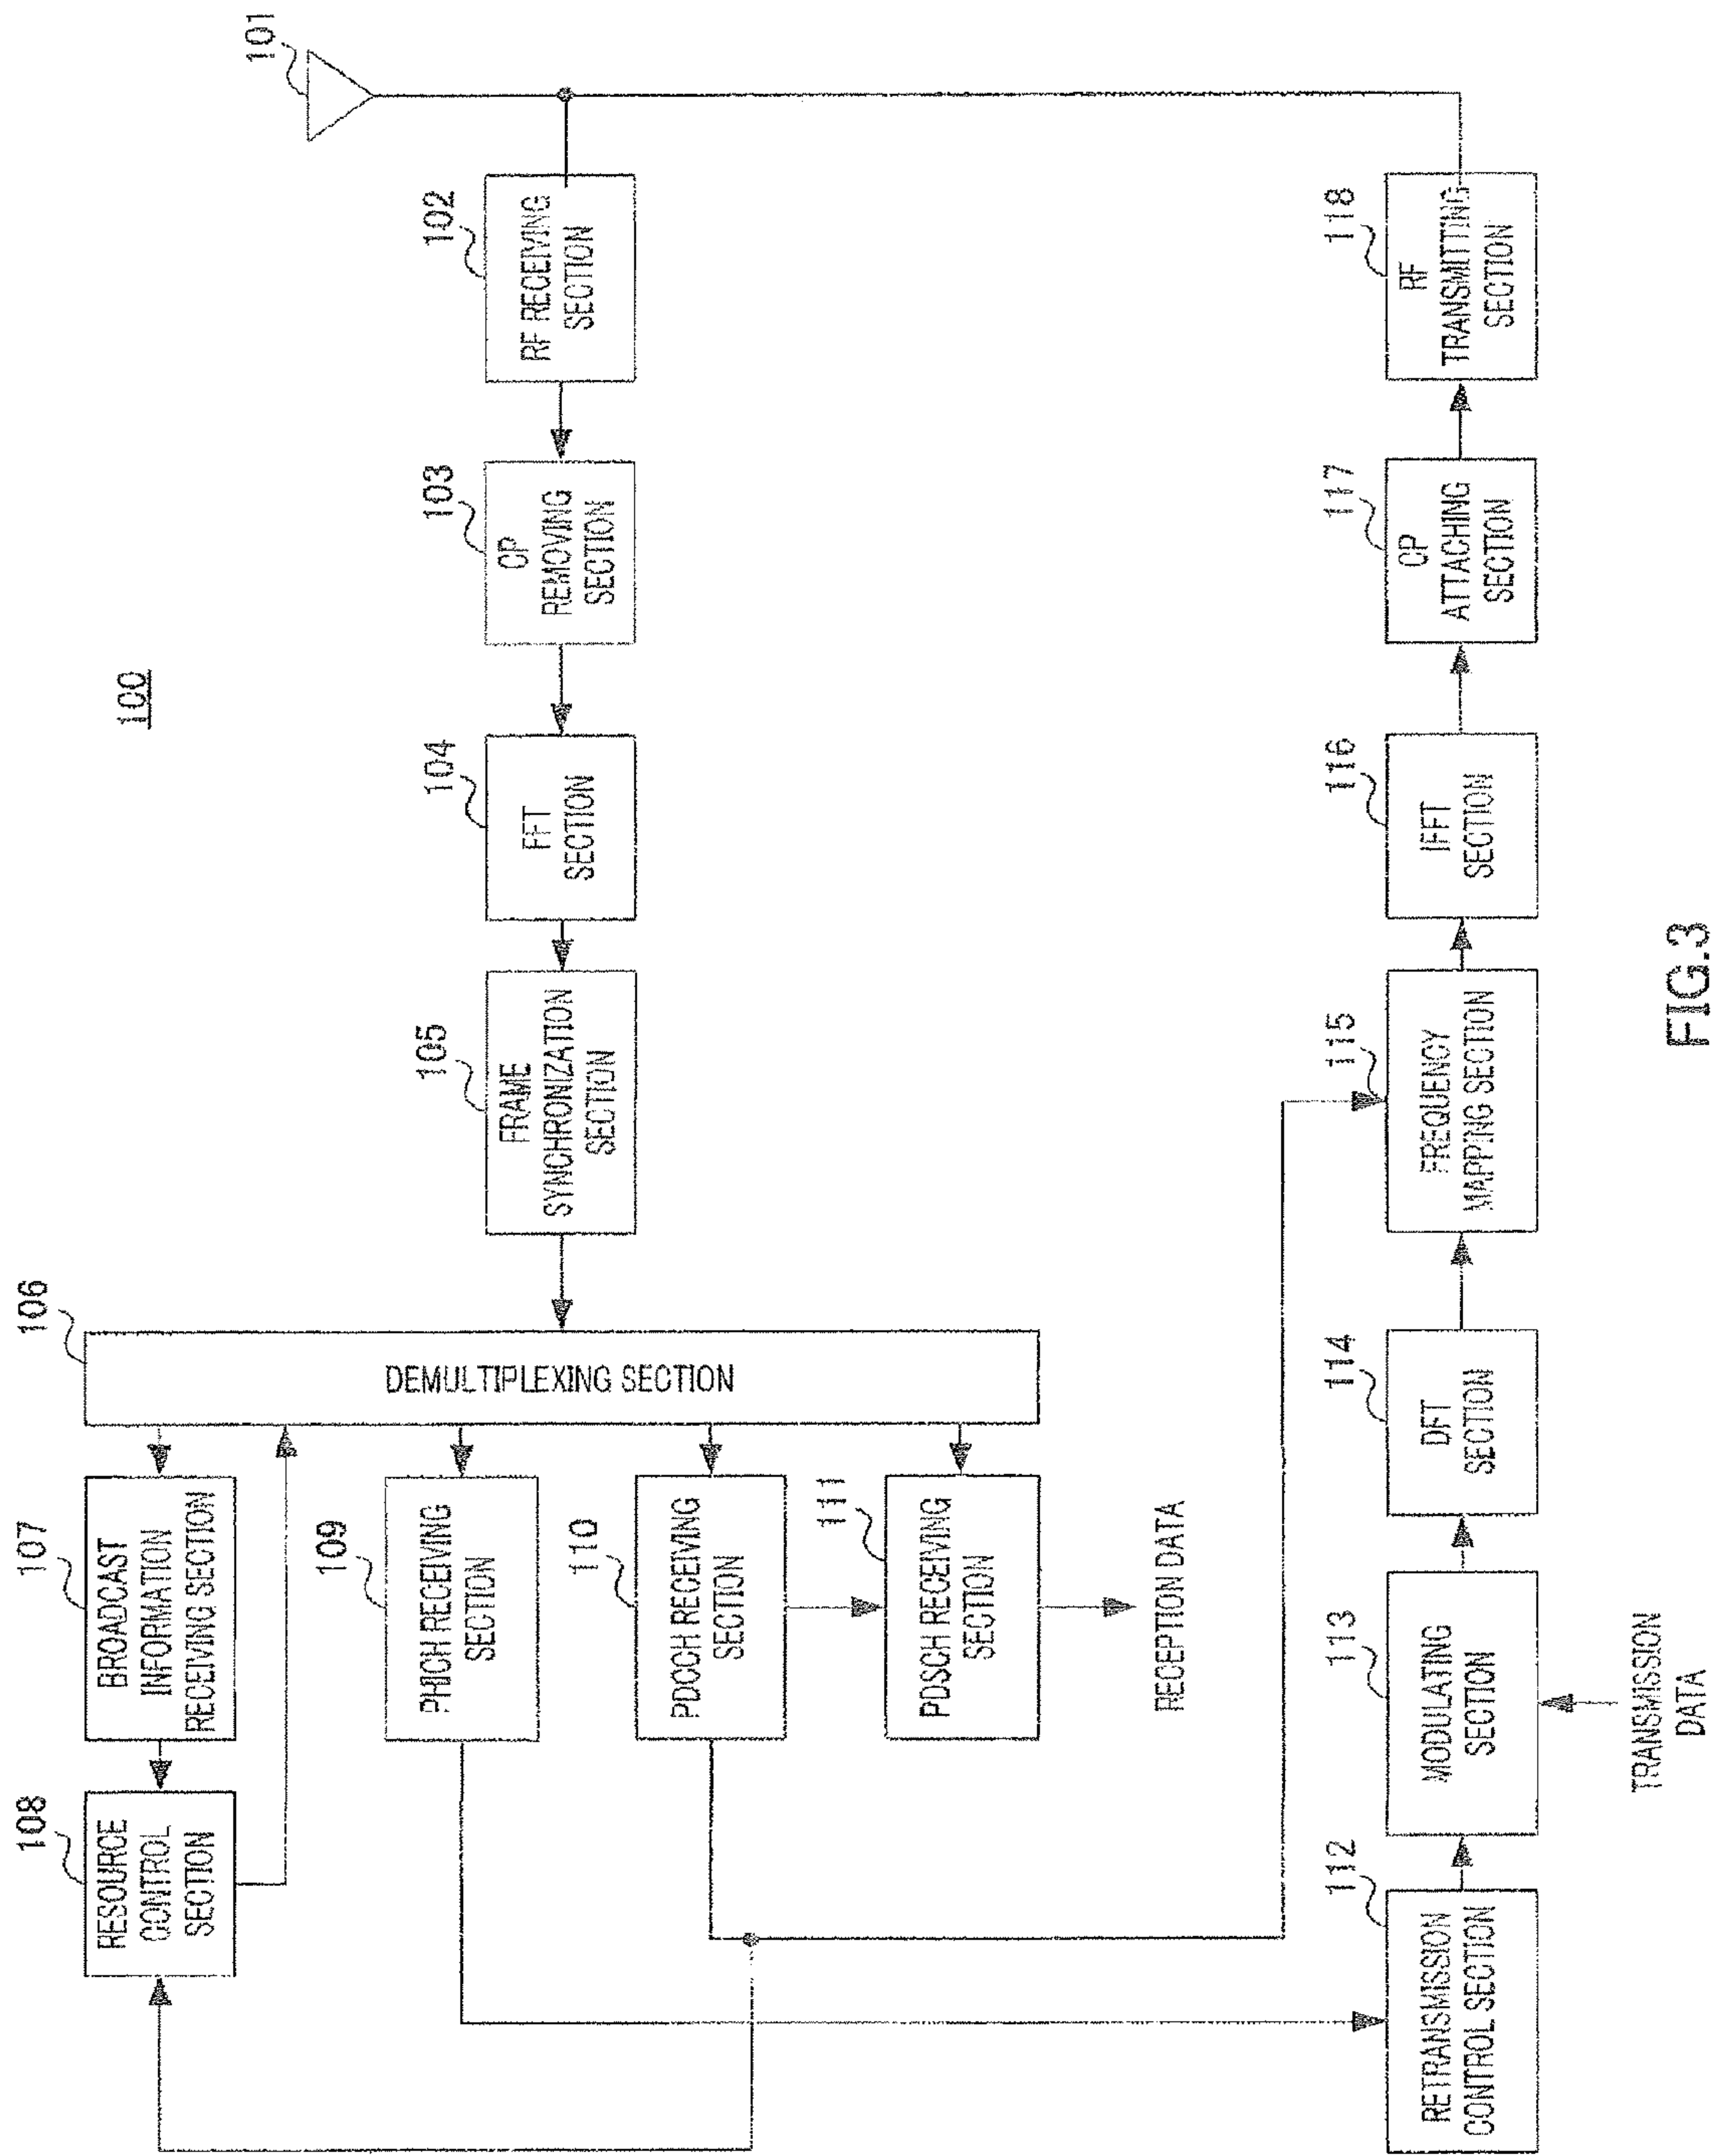 100
101
102
RF RECEIVING
SECTION
103
CP
REMOVING
SECTION
104
FFT
SECTION
105
FRAME
SYNCHRONIZATION
SECTION
106
DEMULTIPLEXING SECTION
107
BROADCAST
INFORMATION
RECEIVING SECTION
108
RESOURCE
CONTROL
SECTION
109
PHICH RECEIVING
SECTION
110
PDCCH RECEIVING
SECTION
111
PDSCH RECEIVING
SECTION
RECEPTION DATA
112
RETRANSMISSION
CONTROL SECTION
113
MODULATING
SECTION
TRANSMISSION
DATA
114
DFT
SECTION
115
FREQUENCY
MAPPING SECTION
116
IFFT
SECTION
117
CP
ATTACHING
SECTION
118
RF
TRANSMITTING
SECTION
FIG.3